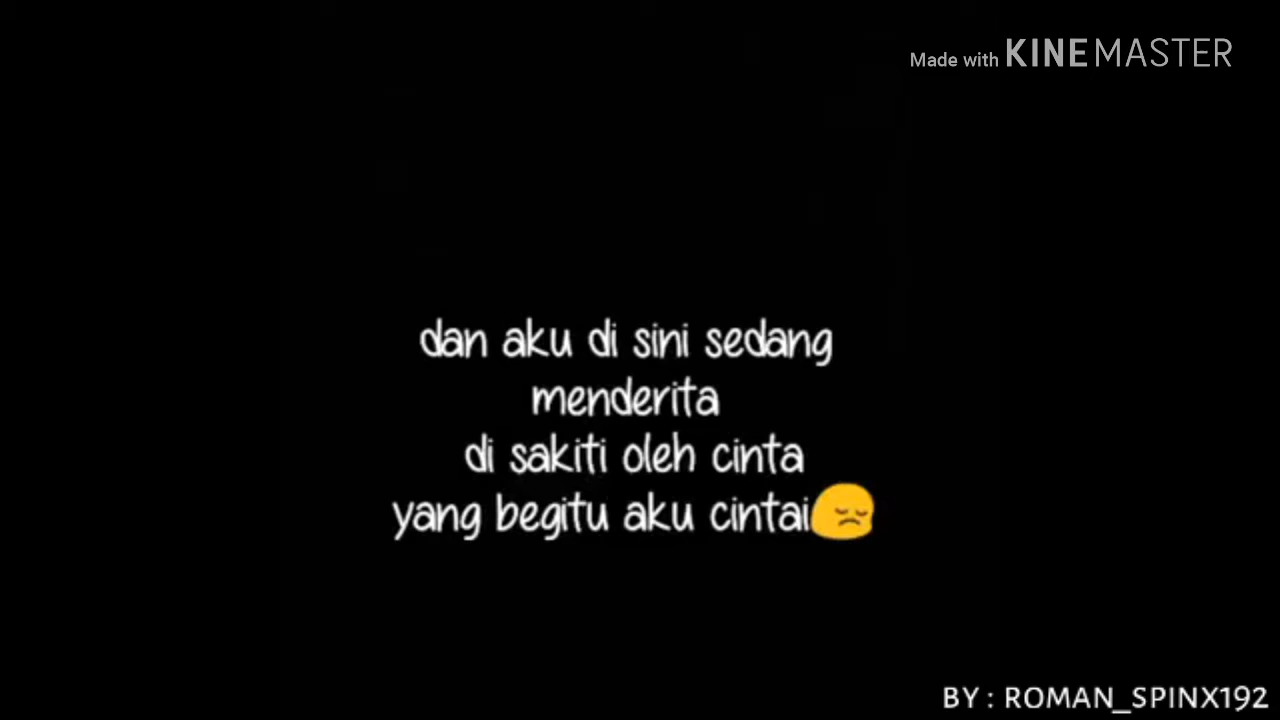 Made with KINEMASTER
dan aku di sini sedang
menderita
di sakiti oleh cinta
yang begitu aku cintai😔
BY : ROMAN_SPINX192